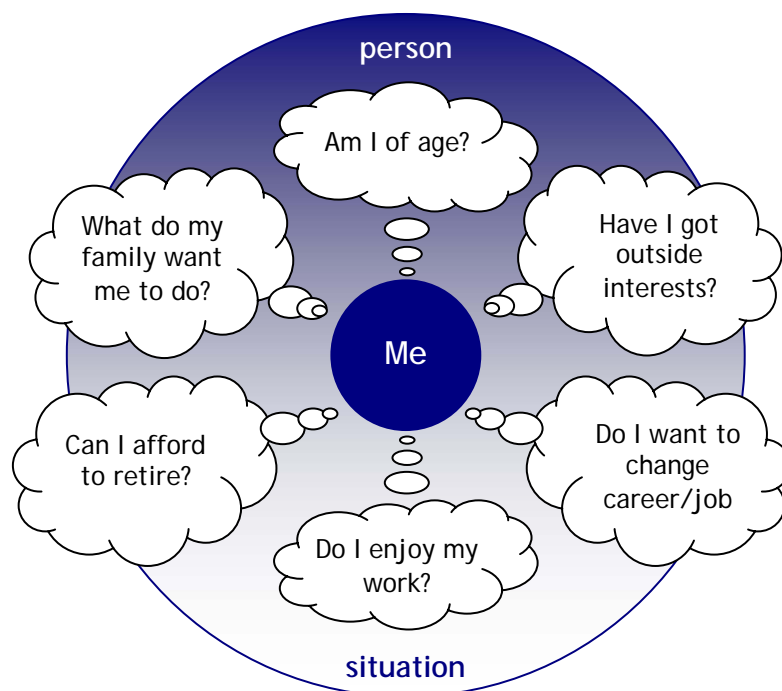 person
Am I of age?
What do my
family want
me to do?
Have I got
outside
interests?
Me
Can I afford
to retire?
Do I want to
change
career/job
Do I enjoy my
work?
situation